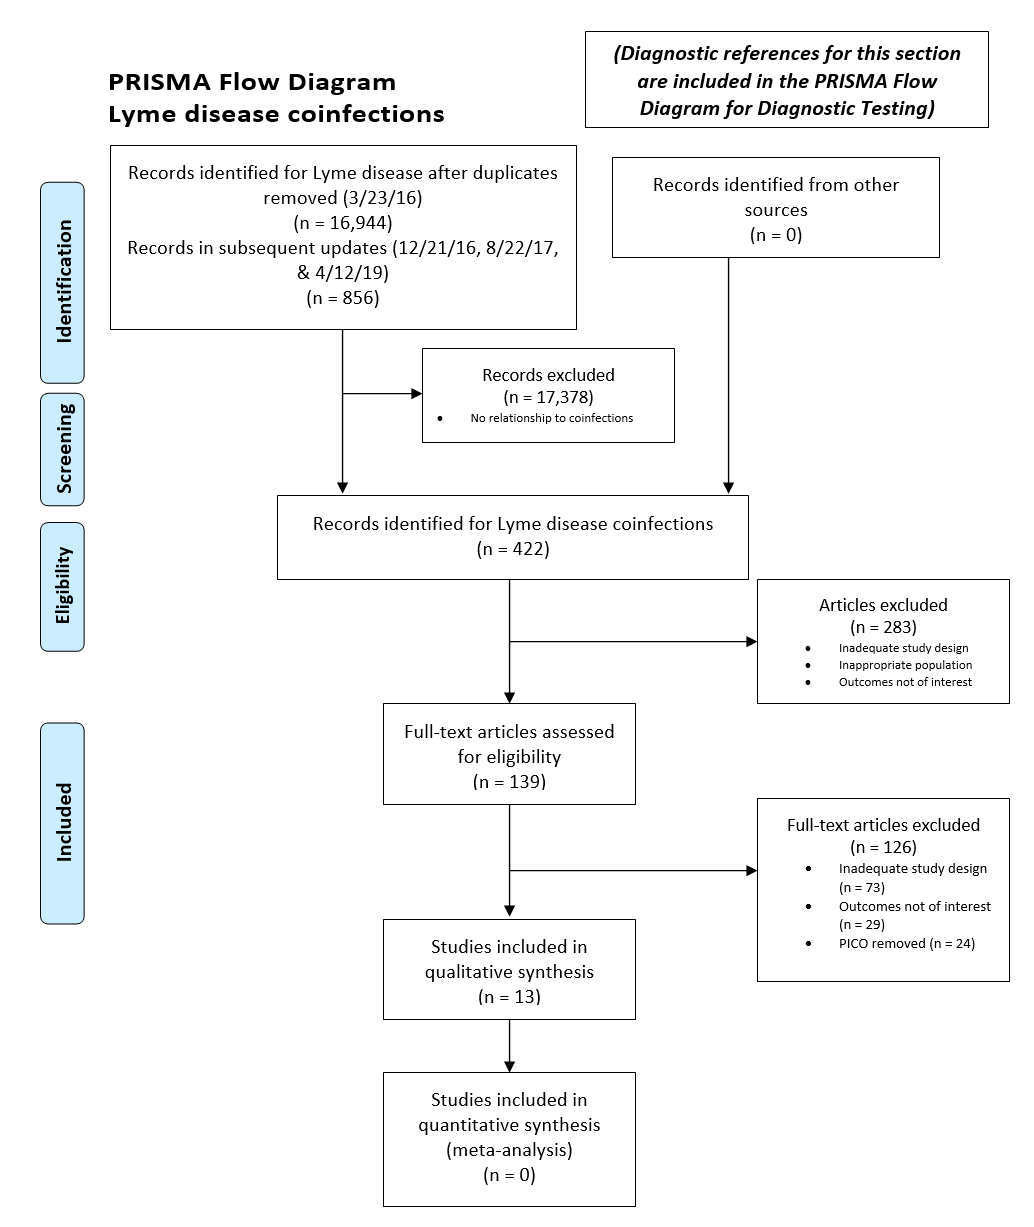 PRISMA Flow Diagram
Lyme disease coinfections
(Diagnostic references for this section
are included in the PRISMA Flow
Diagram for Diagnostic Testing)
Identification
Records identified for Lyme disease after duplicates
removed (3/23/16)
(n = 16,944)
Records in subsequent updates (12/21/16, 8/22/17,
& 4/12/19)
(n = 856)
Records identified from other
sources
(n = 0)
Screening
Records excluded
(n = 17,378)
• No relationship to coinfections
Eligibility
Records identified for Lyme disease coinfections
(n = 422)
Articles excluded
(n = 283)
• Inadequate study design
• Inappropriate population
• Outcomes not of interest
Included
Full-text articles assessed
for eligibility
(n = 139)
Full-text articles excluded
(n = 126)
• Inadequate study design
(n = 73)
• Outcomes not of interest
(n = 29)
• PICO removed (n = 24)
Studies included in
qualitative synthesis
(n = 13)
Studies included in
quantitative synthesis
(meta-analysis)
(n = 0)